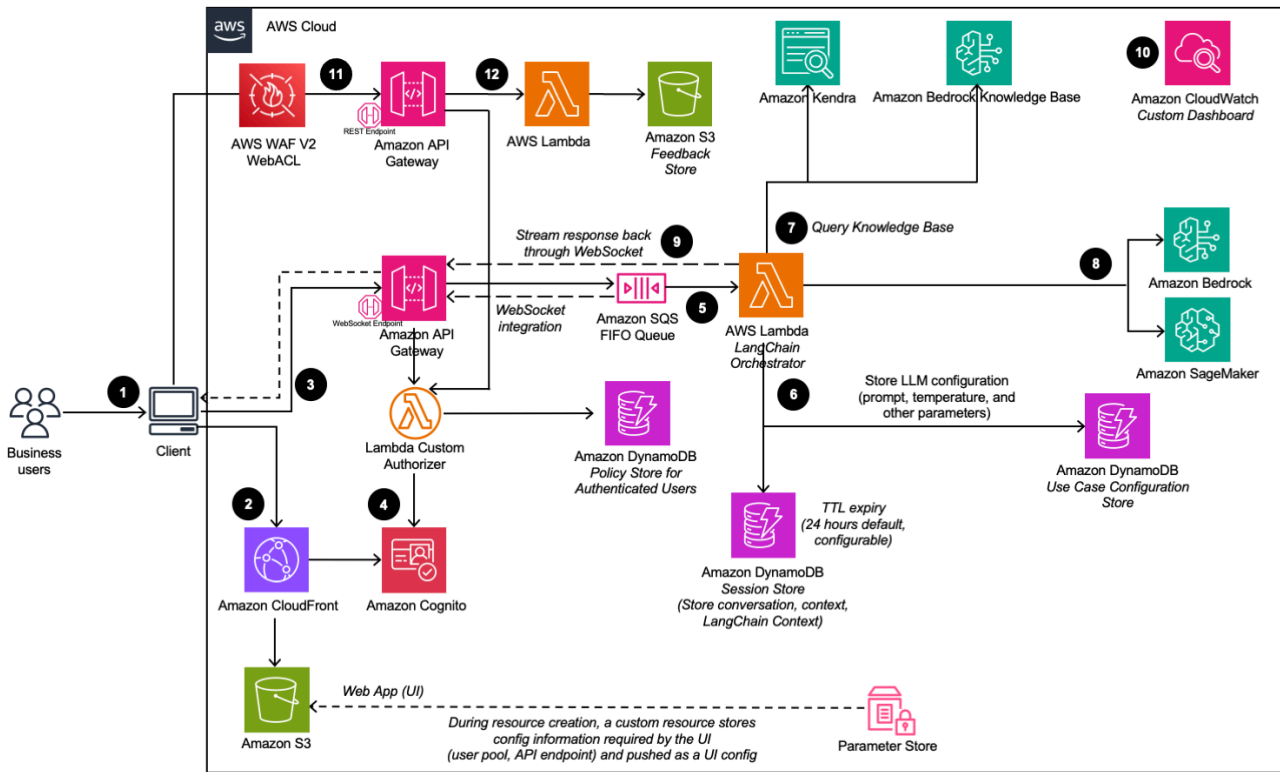 aws
AWS Cloud
11
12
10
REST Endpoint
AWS WAF V2
WebACL
Amazon API
Gateway
AWS Lambda
Amazon S3
Feedback
Store
Amazon Kendra
Amazon Bedrock Knowledge Base
Amazon CloudWatch
Custom Dashboard
7
Query Knowledge Base
Stream response back
through WebSocket
9
8
WebSocket Endpoint
Amazon API
Gateway
WebSocket
integration
Amazon SQS
FIFO Queue
5
AWS Lambda
LangChain
Orchestrator
Amazon Bedrock
Amazon SageMaker
1
3
Business
users
Client
Lambda Custom
Authorizer
Amazon DynamoDB
Policy Store for
Authenticated Users
6
Store LLM configuration
(prompt, temperature, and
other parameters)
Amazon DynamoDB
Use Case Configuration
Store
2
4
TTL expiry
(24 hours default,
configurable)
Amazon CloudFront
Amazon Cognito
Amazon DynamoDB
Session Store
(Store conversation, context,
LangChain Context)
Amazon S3
Web App (UI)
During resource creation, a custom resource stores
config information required by the UI
(user pool, API endpoint) and pushed as a UI config
Parameter Store